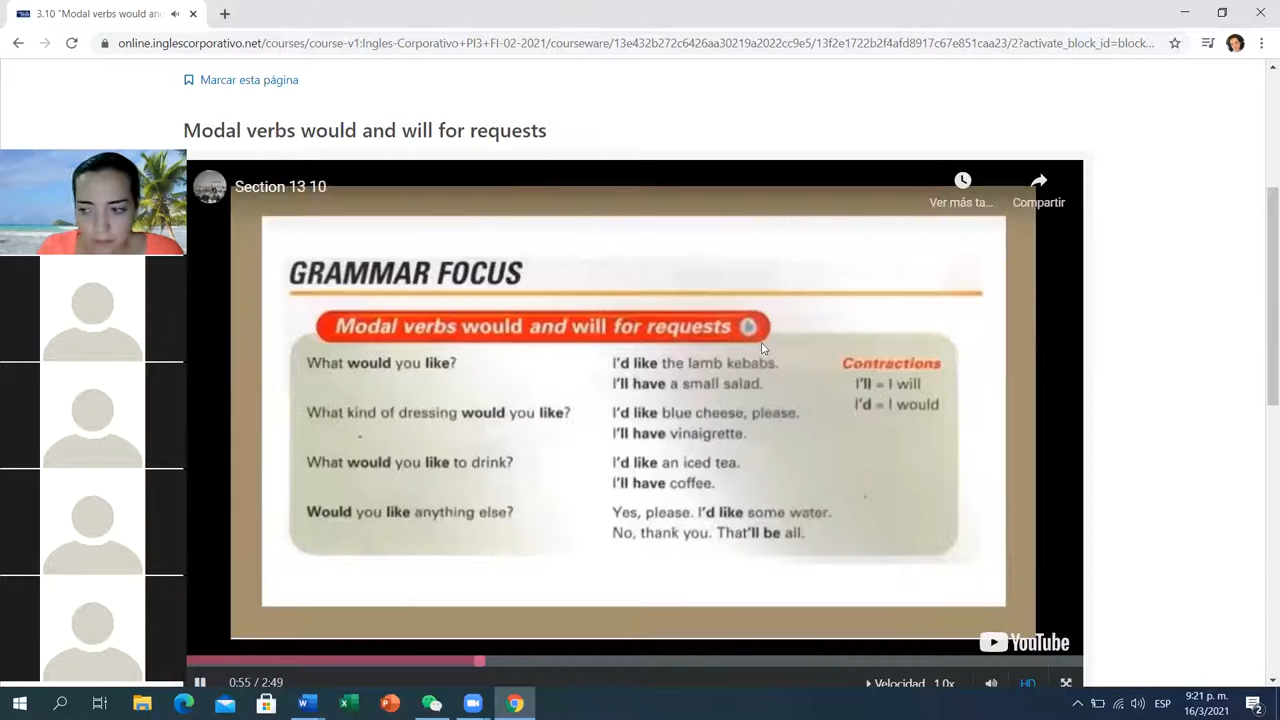 3.10 "Modal verbs would and
online.inglescorporativo.net/courses/course-v1:Ingles-Corporativo+PI3+FI-02-2021/courseware/13e432b272c6426aa30219a2022cc9e5/13f2e1722b2f4afd8917c67e851caa23/2?activate_block_id=block...
Marcar esta página
Modal verbs would and will for requests
Section 13 10
Ver más ta...
Compartir
GRAMMAR FOCUS
Modal verbs would and will for requests
What would you like?
I'd like the lamb kebabs.
I'll have a small salad.
What kind of dressing would you like?
I'd like blue cheese, please.
I'll have vinaigrette.
What would you like to drink?
I'd like an iced tea.
I'll have coffee.
Would you like anything else?
Yes, please. I'd like some water.
No, thank you. That'll be all.
Contractions
I'll = I will
I'd = I would
YouTube
0:55 / 2:49
Velocidad 1.0x
HD
ESP
9:21 p. m.
16/3/2021
2